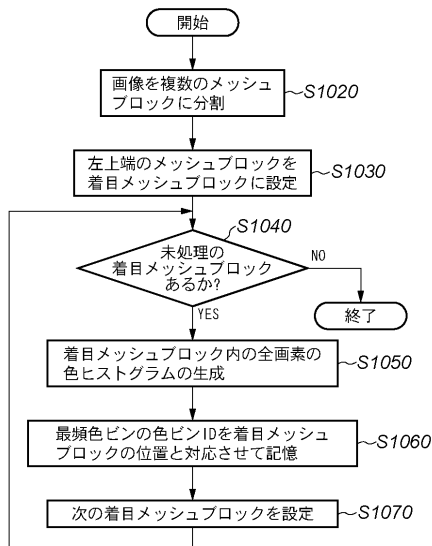 開始
画像を複数のメッシュ
ブロックに分割
S1020
左上端のメッシュブロックを
着目メッシュブロックに設定
S1030
S1040
未処理の
着目メッシュブロック
あるか?
NO
終了
YES
着目メッシュブロック内の全画素の
色ヒストグラムの生成
S1050
最頻色ビンの色ビンIDを着目メッシュ
ブロックの位置と対応させて記憶
S1060
次の着目メッシュブロックを設定
S1070